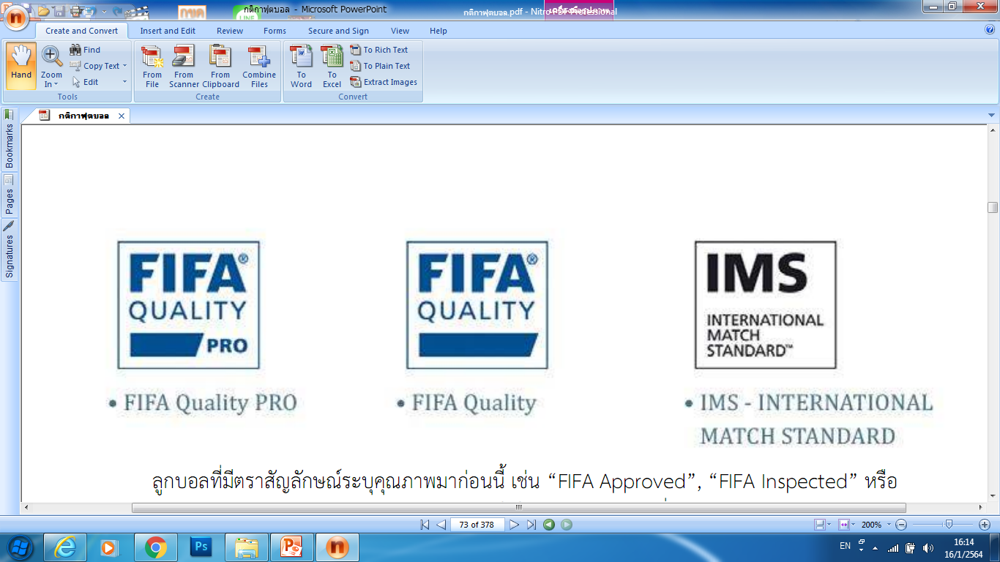 กติกาฟุตบอล - Microsoft PowerPoint
กติกาฟุตบอล.pdf - Nitro PDF Professional
LINE
Create and Convert Insert and Edit Review Forms Secure and Sign View Help
Hand
Zoom In
Find
Copy Text
Edit
From File
From Scanner
From Clipboard
Combine Files
To Word
To Excel
To Rich Text
To Plain Text
Extract Images
Tools Create Convert
กติกาฟุตบอล
Bookmarks
Pages
Signatures
FIFA®
QUALITY
PRO
• FIFA Quality PRO
FIFA®
QUALITY
• FIFA Quality
IMS
INTERNATIONAL
MATCH
STANDARD™
• IMS - INTERNATIONAL
MATCH STANDARD
ลูกบอลที่มีตราสัญลักษณ์ระบุคุณภาพมาก่อนนี้ เช่น “FIFA Approved”, “FIFA Inspected” หรือ
73 of 378
200%
Ps
EN
16:14
16/1/2564